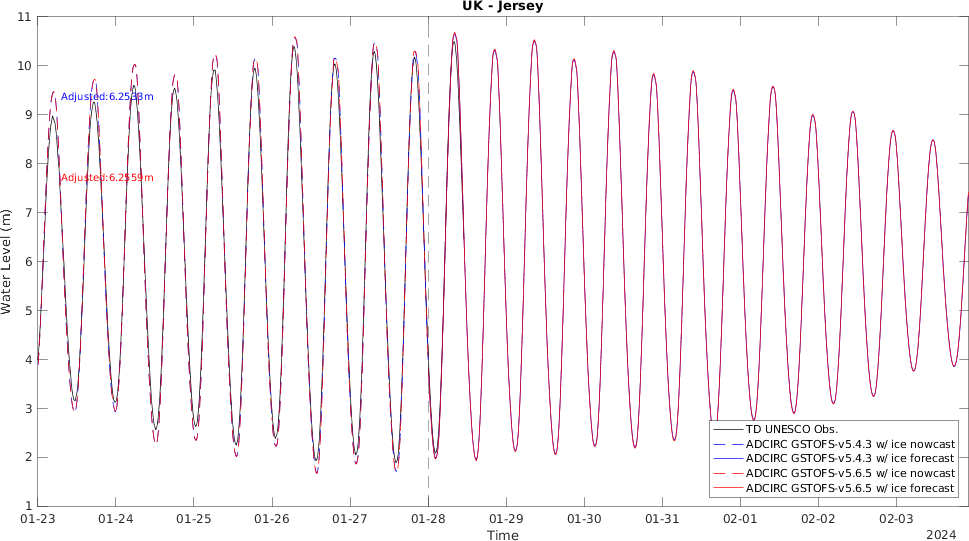 UK - Jersey
11
10
9
8
7
6
5
4
3
2
1
Water Level (m)
Adjusted:6.2533m
Adjusted:6.2559m
TD UNESCO Obs.
ADCIRC GSTOFS-v5.4.3 w/ ice nowcast
ADCIRC GSTOFS-v5.4.3 w/ ice forecast
ADCIRC GSTOFS-v5.6.5 w/ ice nowcast
ADCIRC GSTOFS-v5.6.5 w/ ice forecast
01-23 01-24 01-25 01-26 01-27 01-28 01-29 01-30 01-31 02-01 02-02 02-03
Time
2024